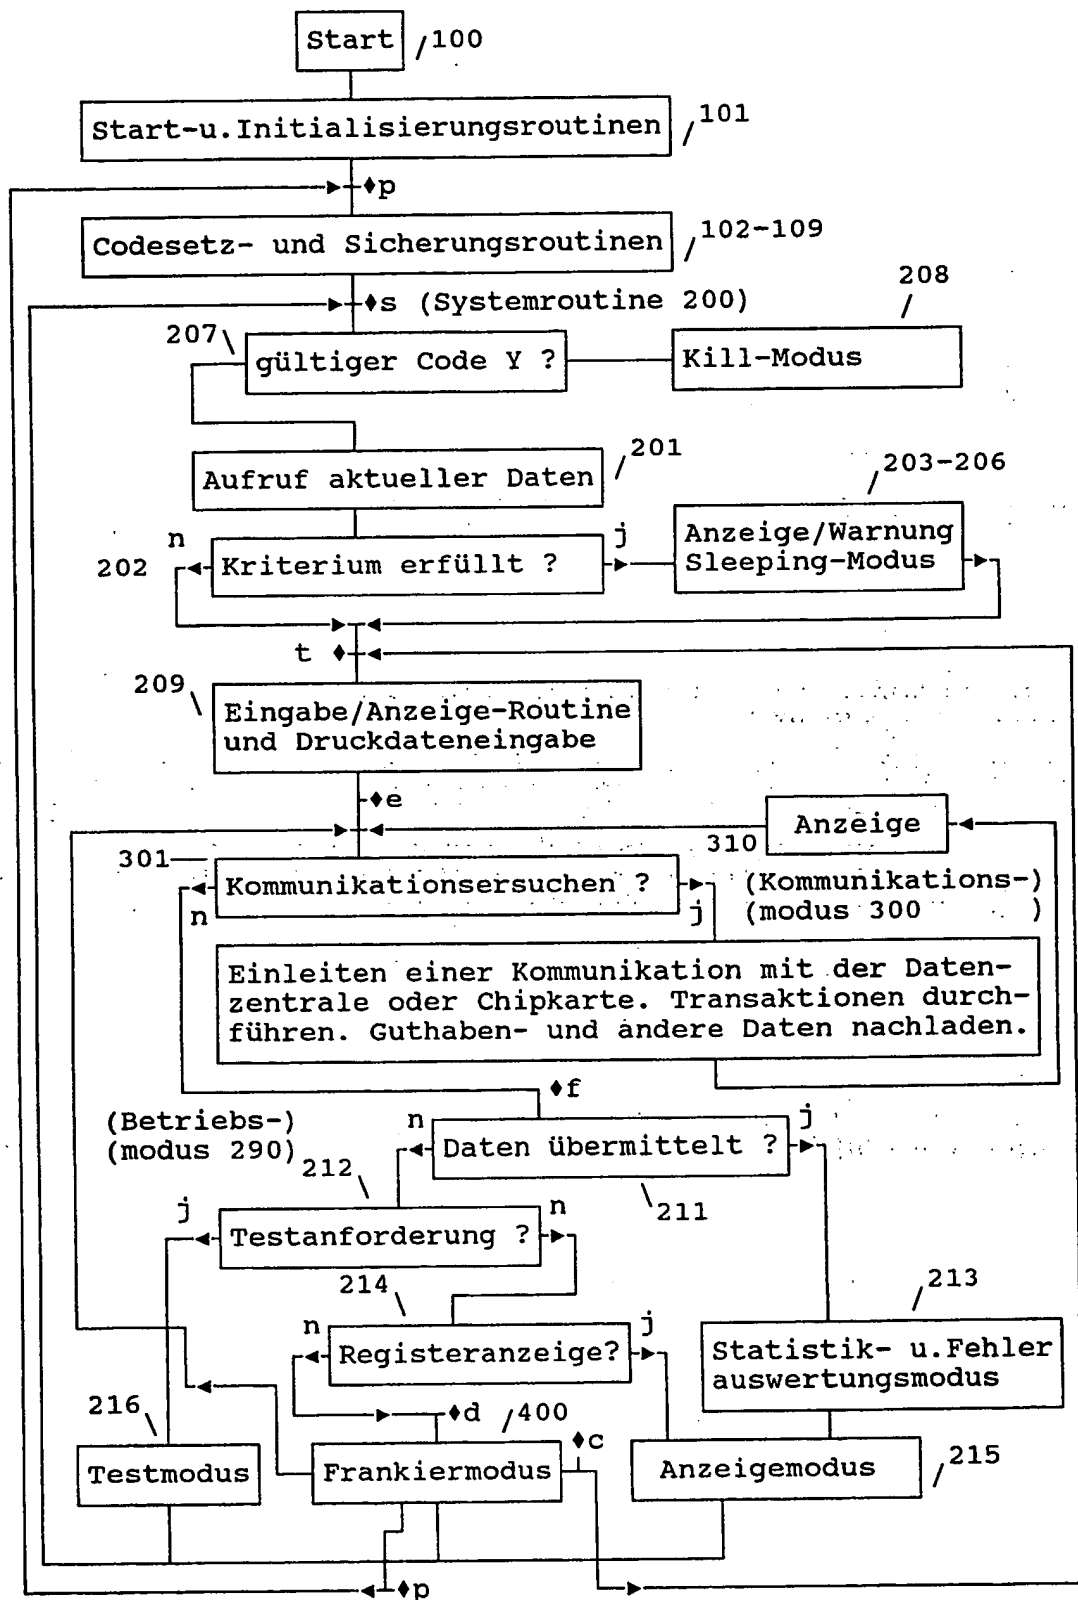 Start
100
Start-u.Initialisierungsroutinen
101
♦p
Codesetz- und Sicherungsroutinen
102-109
♦s (Systemroutine 200)
208
207
gültiger Code Y ?
Kill-Modus
Aufruf aktueller Daten
201
203-206
n
202
Kriterium erfüllt ?
j
Anzeige/Warnung
Sleeping-Modus
t ♦
209
Eingabe/Anzeige-Routine
und Druckdateneingabe
♦e
Anzeige
310
301
Kommunikationsersuchen ?
n
j
(Kommunikations-)
(modus 300 )
Einleiten einer Kommunikation mit der Daten-
zentrale oder Chipkarte. Transaktionen durch-
führen. Guthaben- und andere Daten nachladen.
♦f
(Betriebs-)
(modus 290)
n
Daten übermittelt ?
j
211
212
j
Testanforderung ?
n
214
n
Registeranzeige?
j
213
Statistik- u.Fehler
auswertungsmodus
♦d
400
♦c
216
Testmodus
Frankiermodus
Anzeigemodus
215
♦p